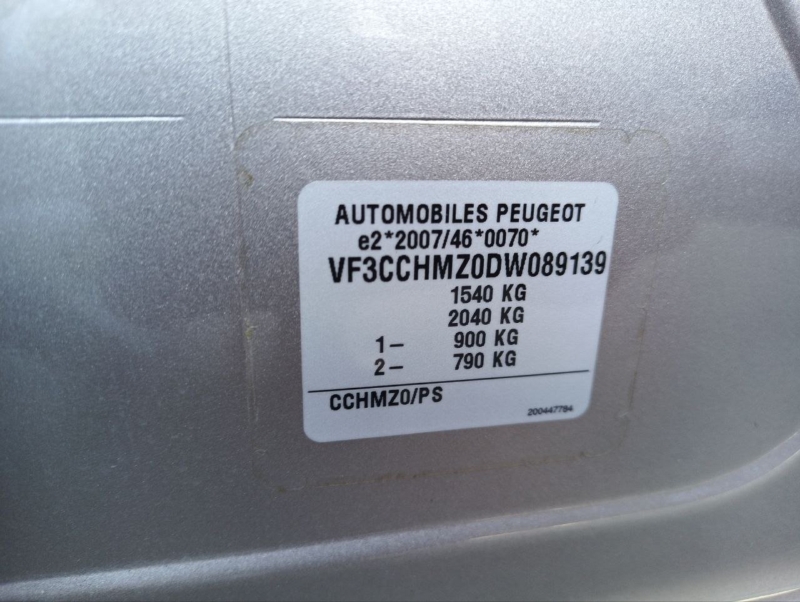 AUTOMOBILES PEUGEOT
e2*2007/46*0070*
VF3CCHMZ0DW089139
1540 KG
2040 KG
1– 900 KG
2– 790 KG
CCHMZ0/PS
200447784